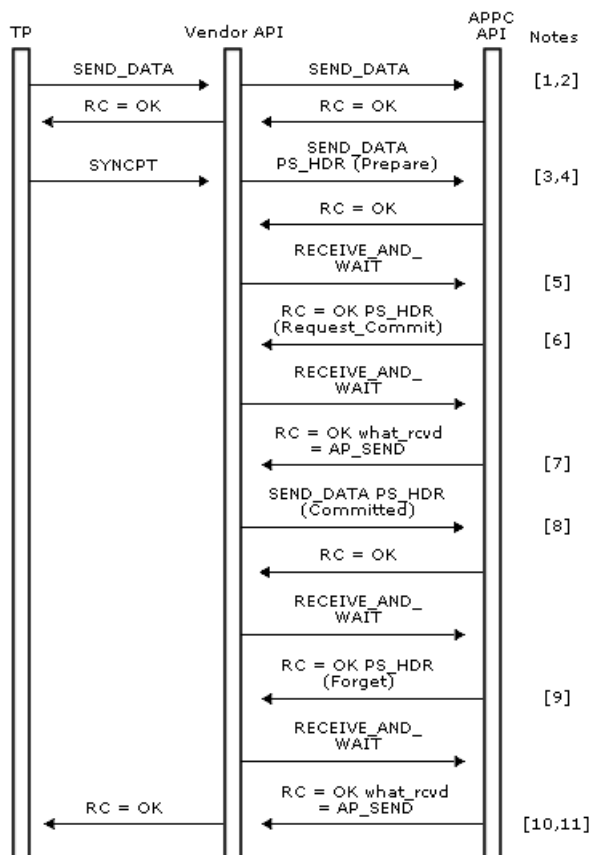 APPC
TP Vendor API API Notes
SEND_DATA SEND_DATA
[1,2]
RC = OK RC = OK
SEND_DATA
SYNCPT PS_HDR (Prepare)
[3,4]
RC = OK
RECEIVE_AND_
WAIT
[5]
RC = OK PS_HDR
(Request_Commit)
[6]
RECEIVE_AND_
WAIT
RC = OK what_rcvd
= AP_SEND
[7]
SEND_DATA PS_HDR
(Committed)
[8]
RC = OK
RECEIVE_AND_
WAIT
RC = OK PS_HDR
(Forget)
[9]
RECEIVE_AND_
WAIT
RC = OK what_rcvd
RC = OK = AP_SEND
[10,11]